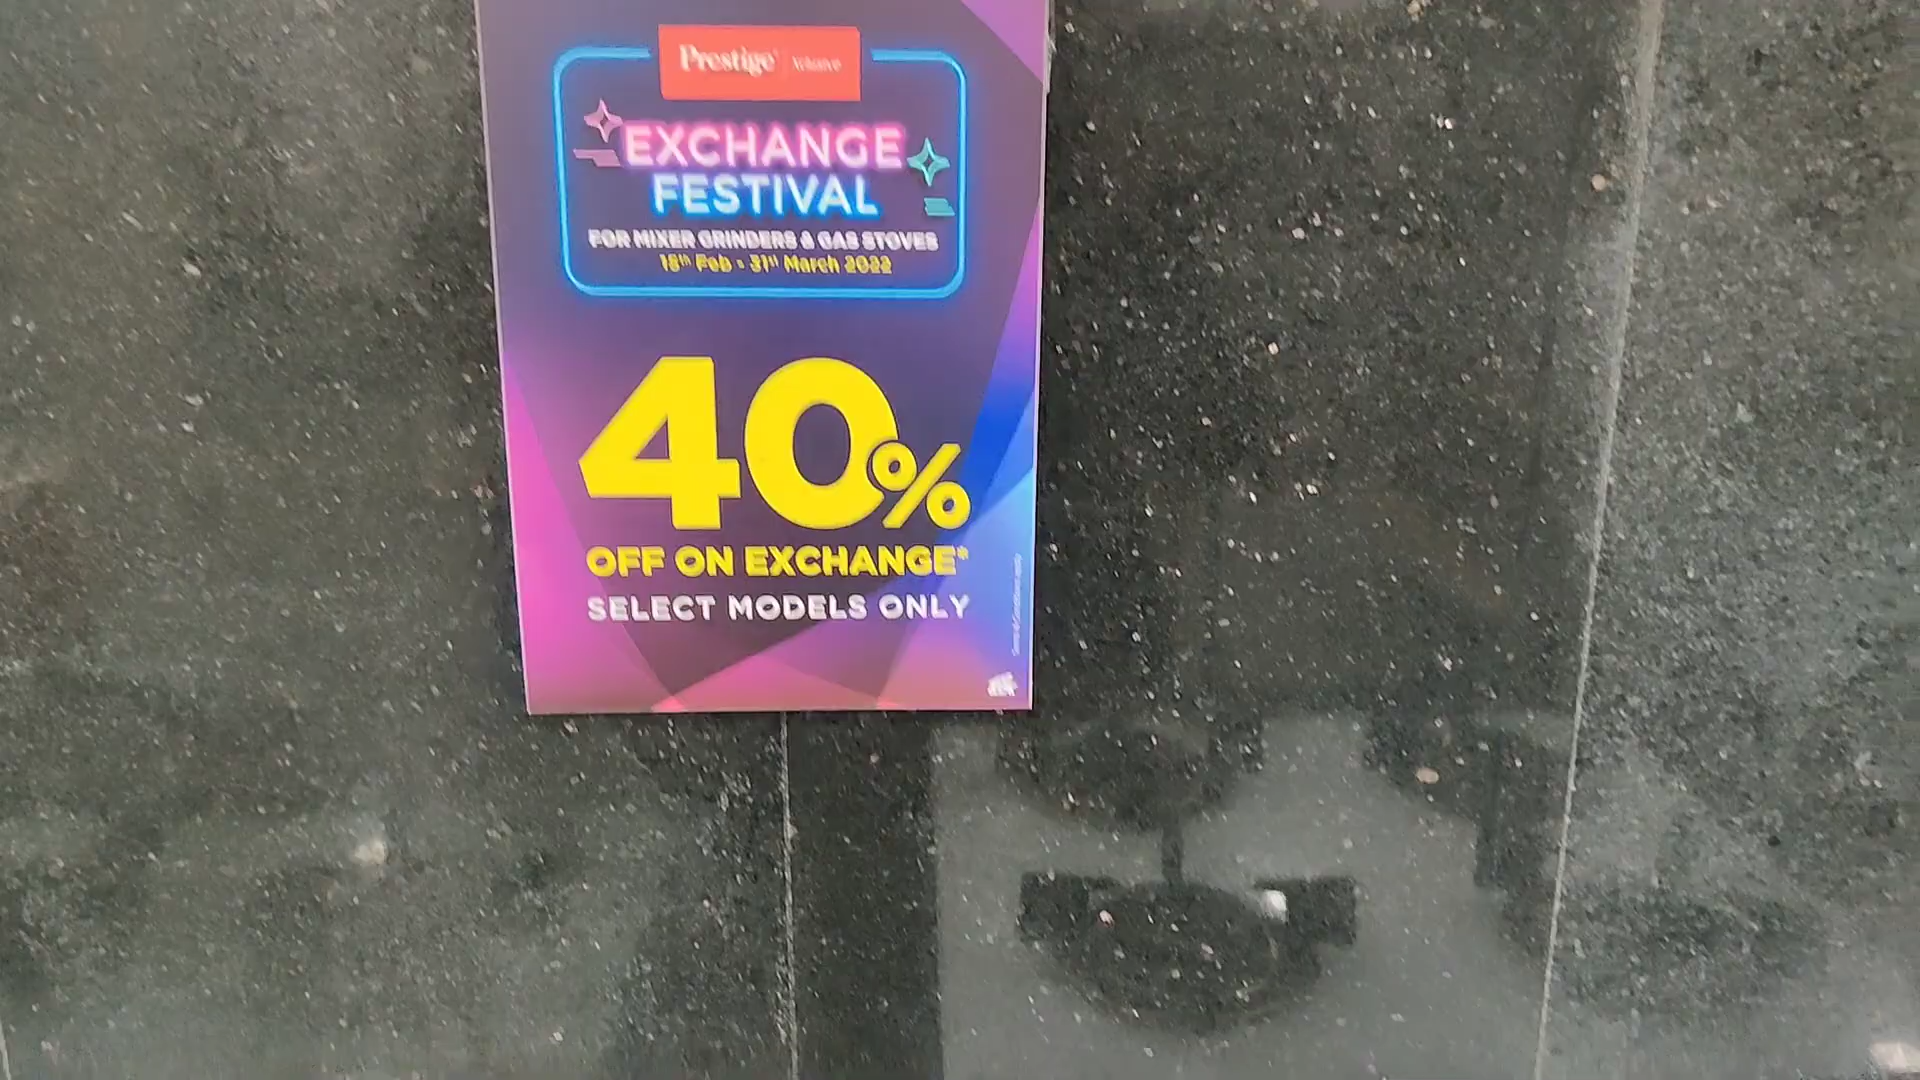 Prestige Xclusive
EXCHANGE
FESTIVAL
FOR MIXER GRINDERS & GAS STOVES
18th Feb - 31st March 2022
40%
OFF ON EXCHANGE*
SELECT MODELS ONLY